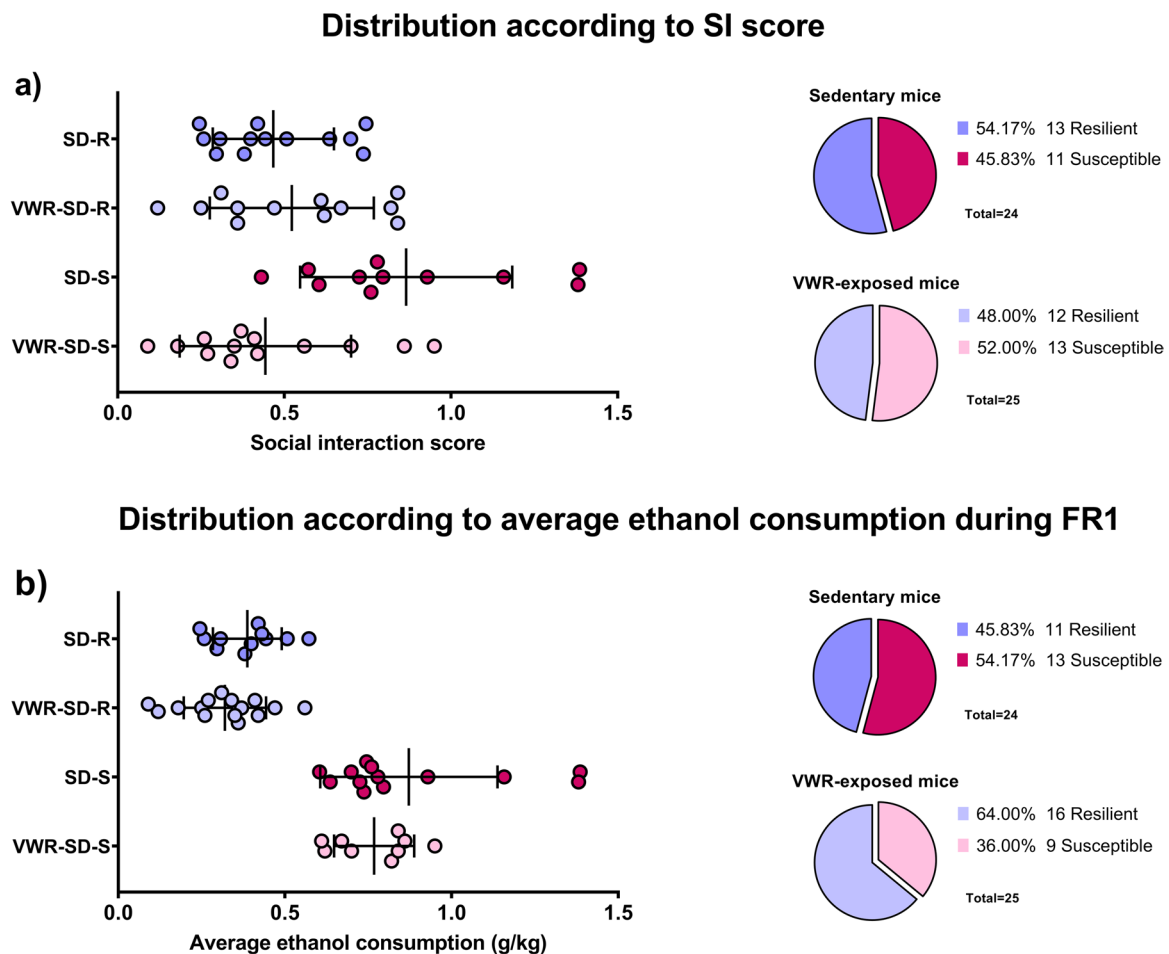 Distribution according to SI score
a)
SD-R
VWR-SD-R
SD-S
VWR-SD-S
0.0 0.5 1.0 1.5
Social interaction score
Sedentary mice
54.17% 13 Resilient
45.83% 11 Susceptible
Total=24
VWR-exposed mice
48.00% 12 Resilient
52.00% 13 Susceptible
Total=25
Distribution according to average ethanol consumption during FR1
b)
SD-R
VWR-SD-R
SD-S
VWR-SD-S
0.0 0.5 1.0 1.5
Average ethanol consumption (g/kg)
Sedentary mice
45.83% 11 Resilient
54.17% 13 Susceptible
Total=24
VWR-exposed mice
64.00% 16 Resilient
36.00% 9 Susceptible
Total=25